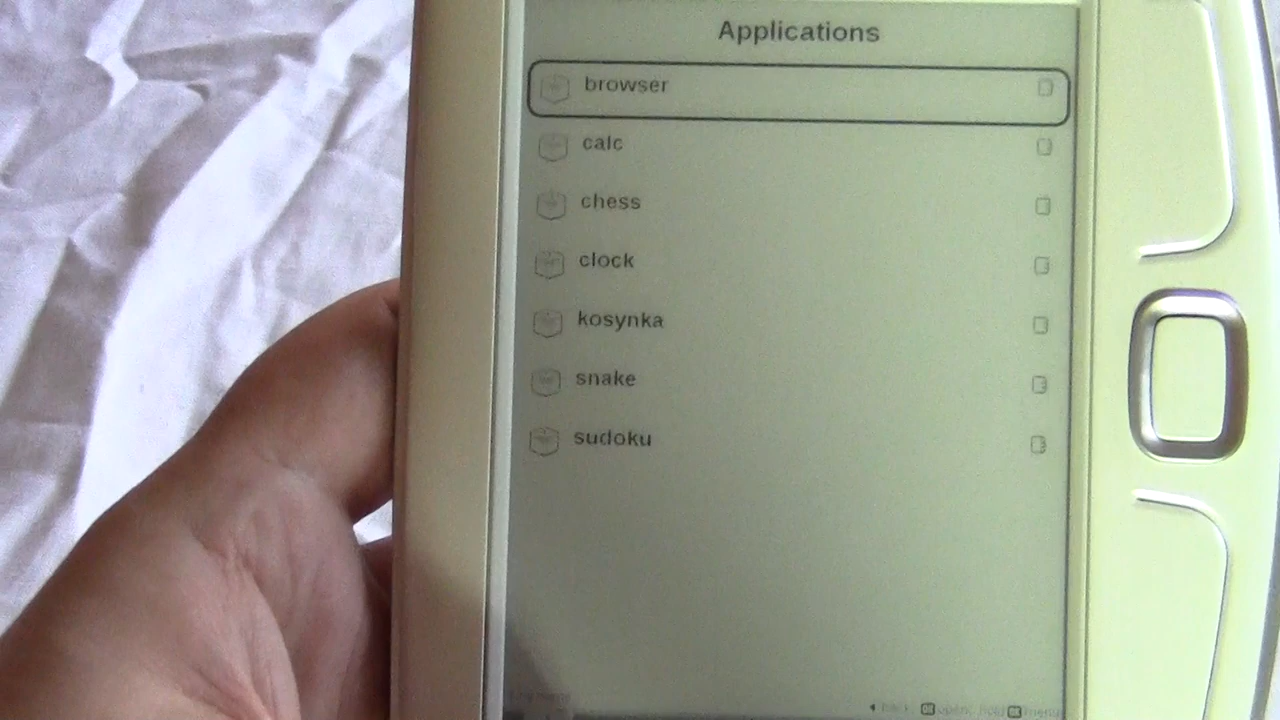 Applications
browser
calc
chess
clock
kosynka
snake
sudoku